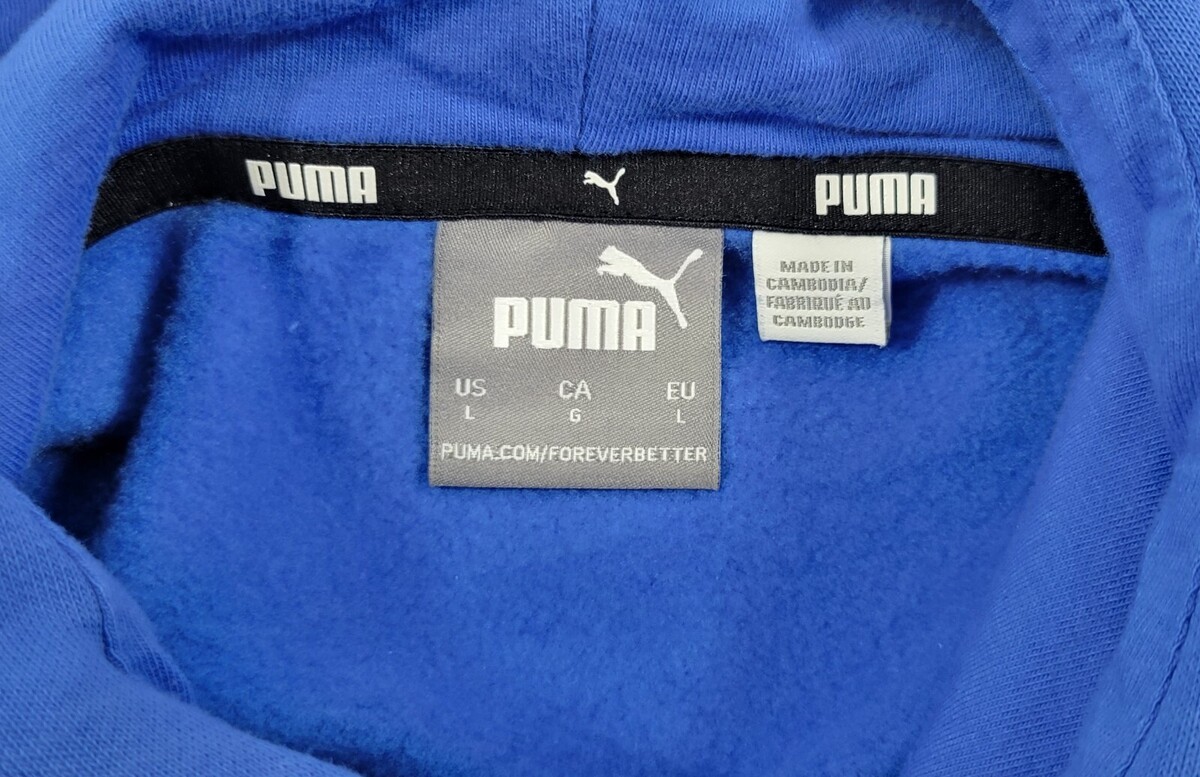 PUMA PUMA
PUMA
US CA EU
L G L
PUMA.COM/FOREVERBETTER
MADE IN
CAMBODIA/
FABRIQUÉ AU
CAMBODGE